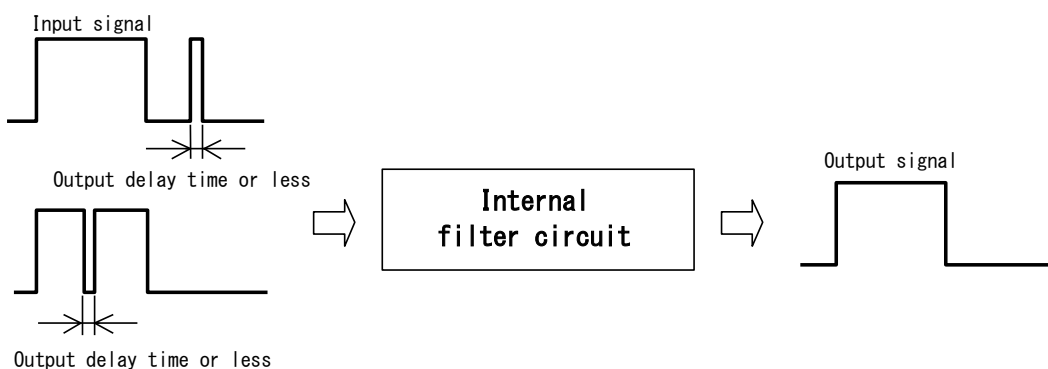 Input signal
Output delay time or less
Output delay time or less
Internal
filter circuit
Output signal